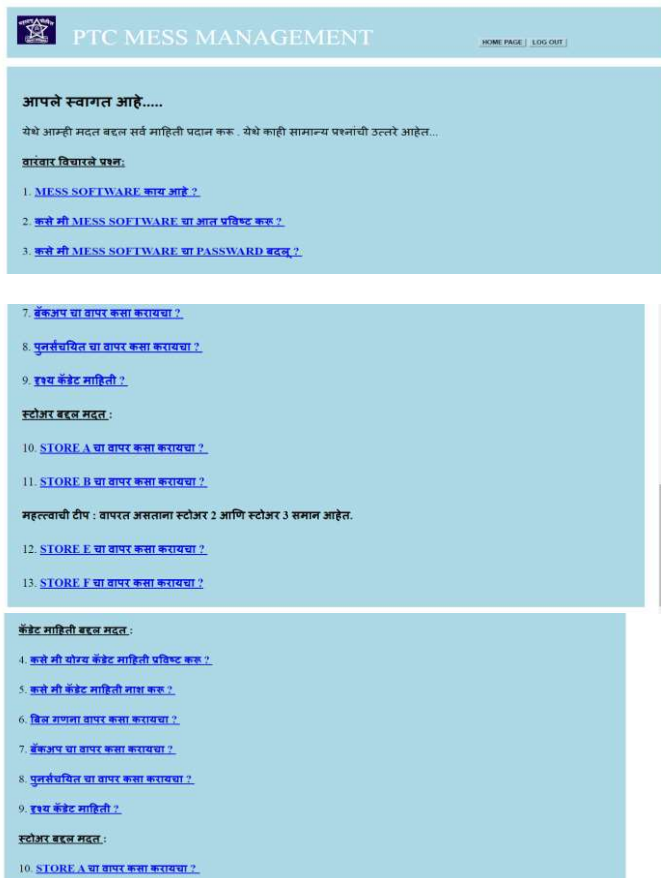 PTC MESS MANAGEMENT
HOME PAGE | LOG OUT |
आपले स्वागत आहे.....
येथे आम्ही मदत बद्दल सर्व माहिती प्रदान करू . येथे काही सामान्य प्रश्नांची उत्तरे आहेत...
वारंवार विचारले प्रश्न:
1. MESS SOFTWARE काय आहे ?
2. कसे मी MESS SOFTWARE चा आत प्रविष्ट करू ?
3. कसे मी MESS SOFTWARE चा PASSWARD बदलू ?
7. बॅकअप चा वापर कसा करायचा ?
8. पुनर्संचयित चा वापर कसा करायचा ?
9. दृश्य कॅडेट माहिती ?
स्टोअर बद्दल मदत :
10. STORE A चा वापर कसा करायचा ?
11. STORE B चा वापर कसा करायचा ?
महत्त्वाची टीप : वापरत असताना स्टोअर 2 आणि स्टोअर 3 समान आहेत.
12. STORE E चा वापर कसा करायचा ?
13. STORE F चा वापर कसा करायचा ?
कॅडेट माहिती बद्दल मदत :
4. कसे मी योग्य कॅडेट माहिती प्रविष्ट करू ?
5. कसे मी कॅडेट माहिती नाश करू ?
6. बिल गणना वापर कसा करायचा ?
7. बॅकअप चा वापर कसा करायचा ?
8. पुनर्संचयित चा वापर कसा करायचा ?
9. दृश्य कॅडेट माहिती ?
स्टोअर बद्दल मदत :
10. STORE A चा वापर कसा करायचा ?